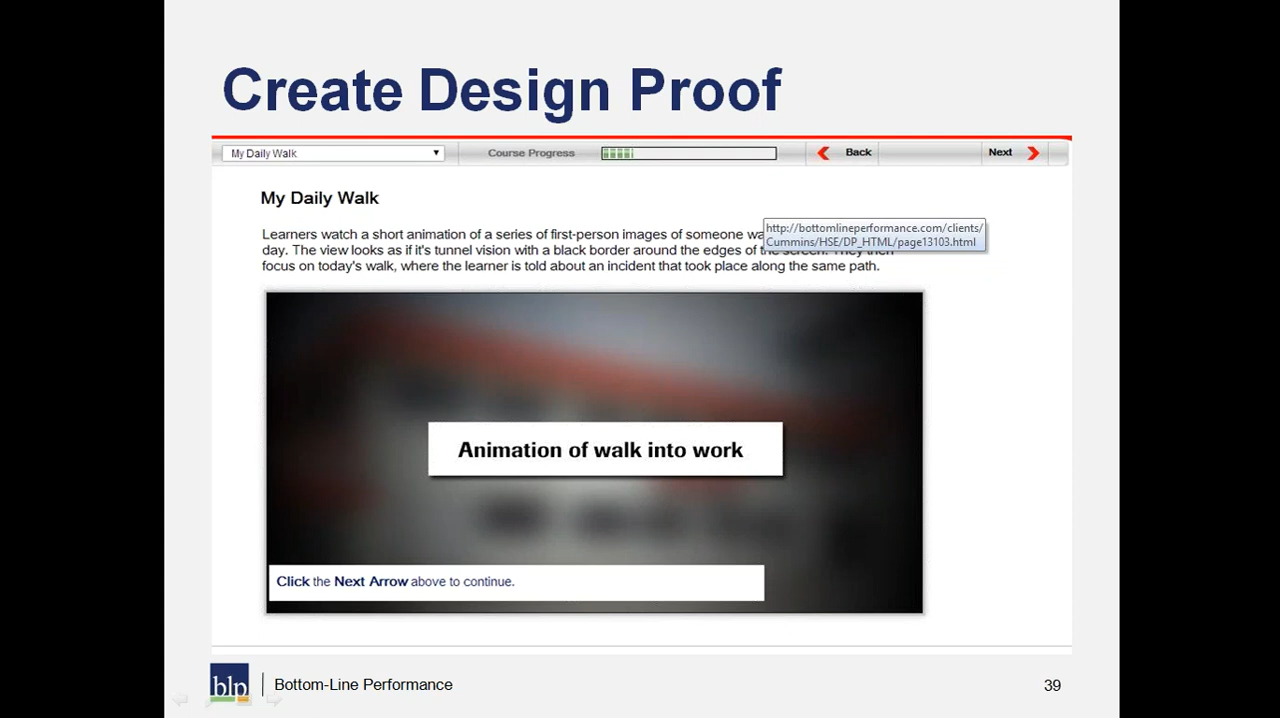 Create Design Proof
My Daily Walk
Course Progress
Back
Next
My Daily Walk
http://bottomlineperformance.com/clients/
Cummins/HSE/DP_HTML/page13103.html
Learners watch a short animation of a series of first-person images of someone
day. The view looks as if it's tunnel vision with a black border around the edges of the screen. They then
focus on today's walk, where the learner is told about an incident that took place along the same path.
Animation of walk into work
Click the Next Arrow above to continue.
blp
Bottom-Line Performance
39